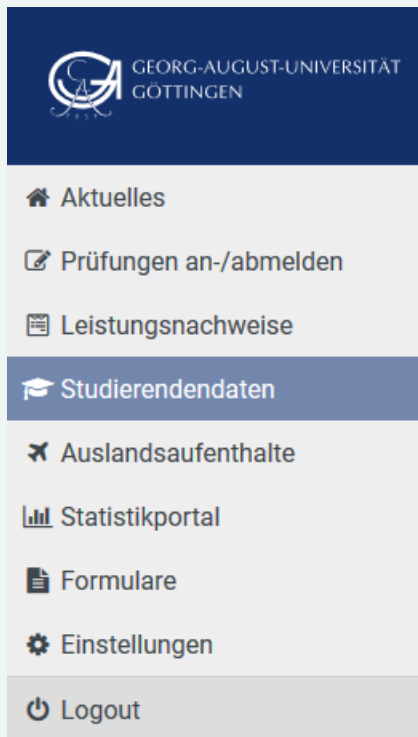 GEORG-AUGUST-UNIVERSITÄT
GÖTTINGEN
Aktuelles
Prüfungen an-/abmelden
Leistungsnachweise
Studierendendaten
Auslandsaufenthalte
Statistikportal
Formulare
Einstellungen
Logout